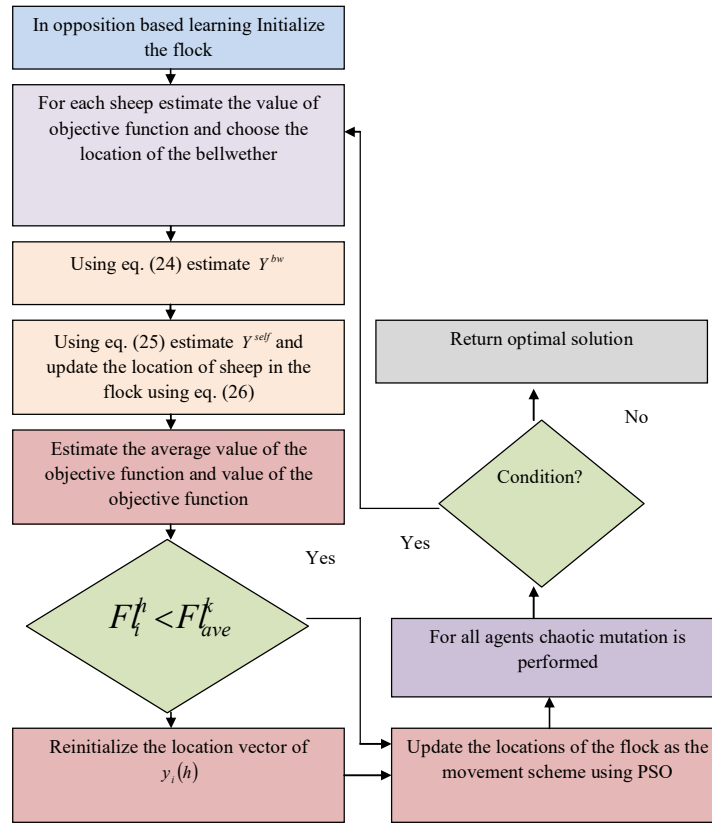 In opposition based learning Initialize
the flock
For each sheep estimate the value of
objective function and choose the
location of the bellwether
Using eq. (24) estimate Y^{bw}
Using eq. (25) estimate Y^{self} and
update the location of sheep in the
flock using eq. (26)
Estimate the average value of the
objective function and value of the
objective function
Yes
Fl_i^h < Fl_{ave}^k
Reinitialize the location vector of
y_i(h)
Update the locations of the flock as the
movement scheme using PSO
For all agents chaotic mutation is
performed
Condition?
Yes
No
Return optimal solution